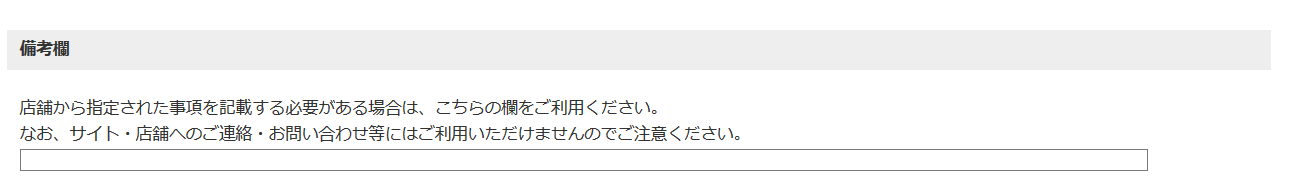 備考欄
店舗から指定された事項を記載する必要がある場合は、こちらの欄をご利用ください。
なお、サイト・店舗へのご連絡・お問い合わせ等にはご利用いただけませんのでご注意ください。